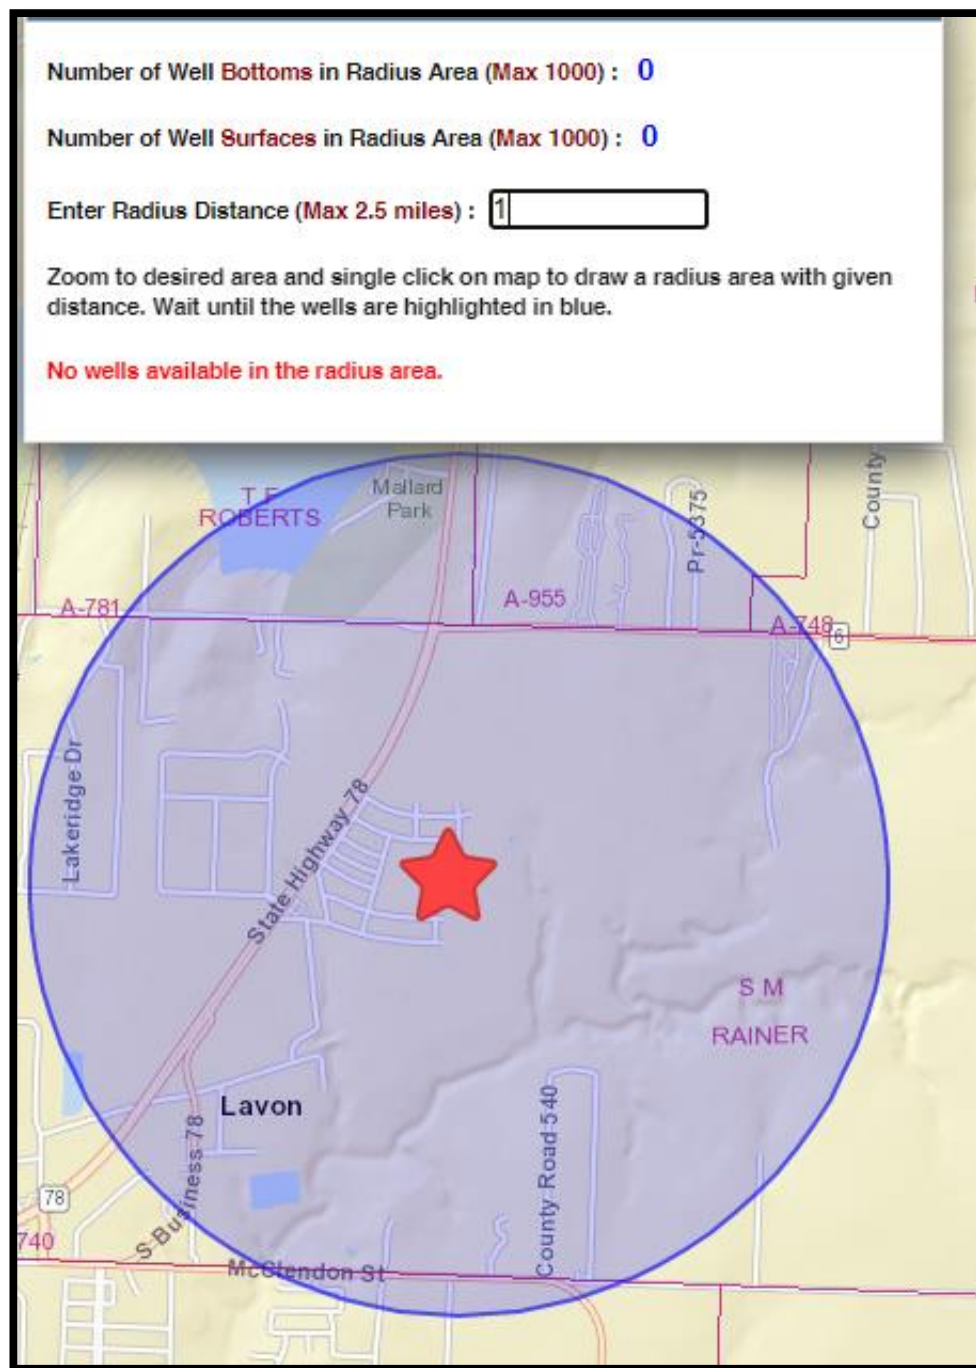 Number of Well Bottoms in Radius Area (Max 1000) : 0
Number of Well Surfaces in Radius Area (Max 1000) : 0
Enter Radius Distance (Max 2.5 miles) : 1
Zoom to desired area and single click on map to draw a radius area with given
distance. Wait until the wells are highlighted in blue.
No wells available in the radius area.
T F
ROBERTS
Mallard
Park
Pr-5375
County
A-781
A-955
A-748
6
Lakeridge Dr
State Highway 78
S M
RAINER
Lavon
County Road 540
S Business 78
78
740
McClendon St